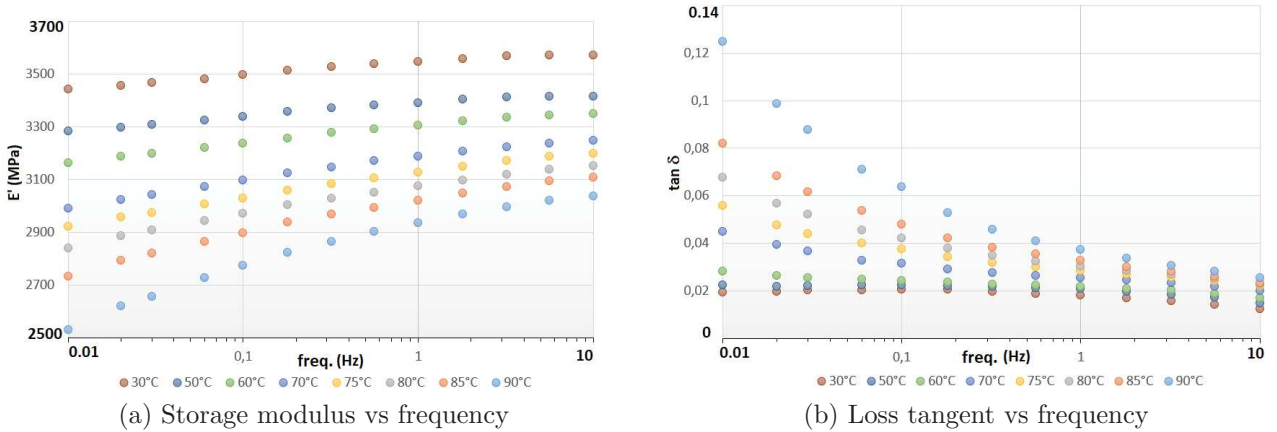 3700
3500
3300
3100
2900
2700
2500
E' (MPa)
0.01
0,1
1
10
freq. (Hz)
30°C 50°C 60°C 70°C 75°C 80°C 85°C 90°C
(a) Storage modulus vs frequency
0.14
0,12
0,1
0,08
0,06
0,04
0,02
0
tan δ
0.01
0,1
1
10
freq. (Hz)
30°C 50°C 60°C 70°C 75°C 80°C 85°C 90°C
(b) Loss tangent vs frequency